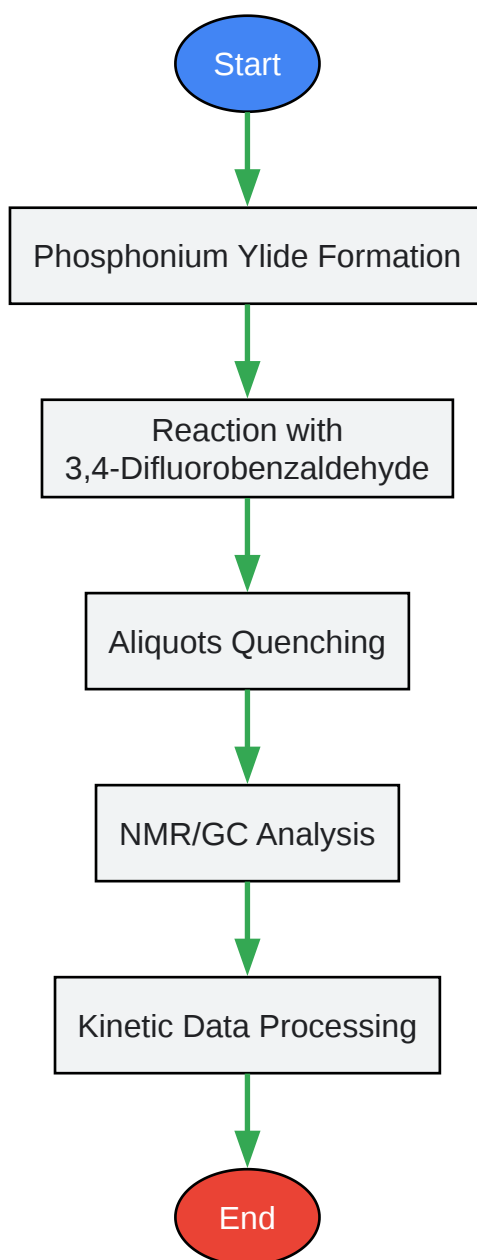 Start
Phosphonium Ylide Formation
Reaction with
3,4-Difluorobenzaldehyde
Aliquots Quenching
NMR/GC Analysis
Kinetic Data Processing
End